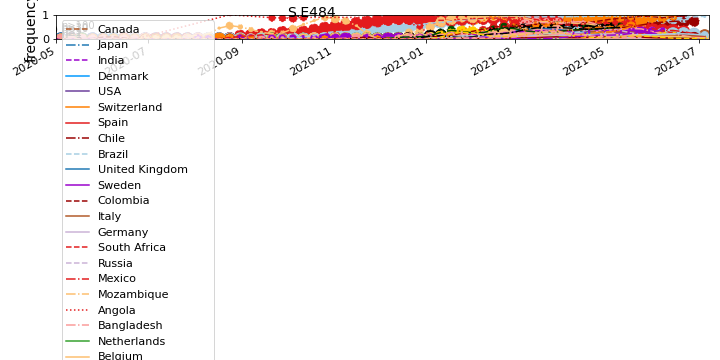 S E484
frequency
1
0
2020-05
2020-07
2020-09
2020-11
2021-01
2021-03
2021-05
2021-07
Canada
Japan
India
Denmark
USA
Switzerland
Spain
Chile
Brazil
United Kingdom
Sweden
Colombia
Italy
Germany
South Africa
Russia
Mexico
Mozambique
Angola
Bangladesh
Netherlands
Belgium